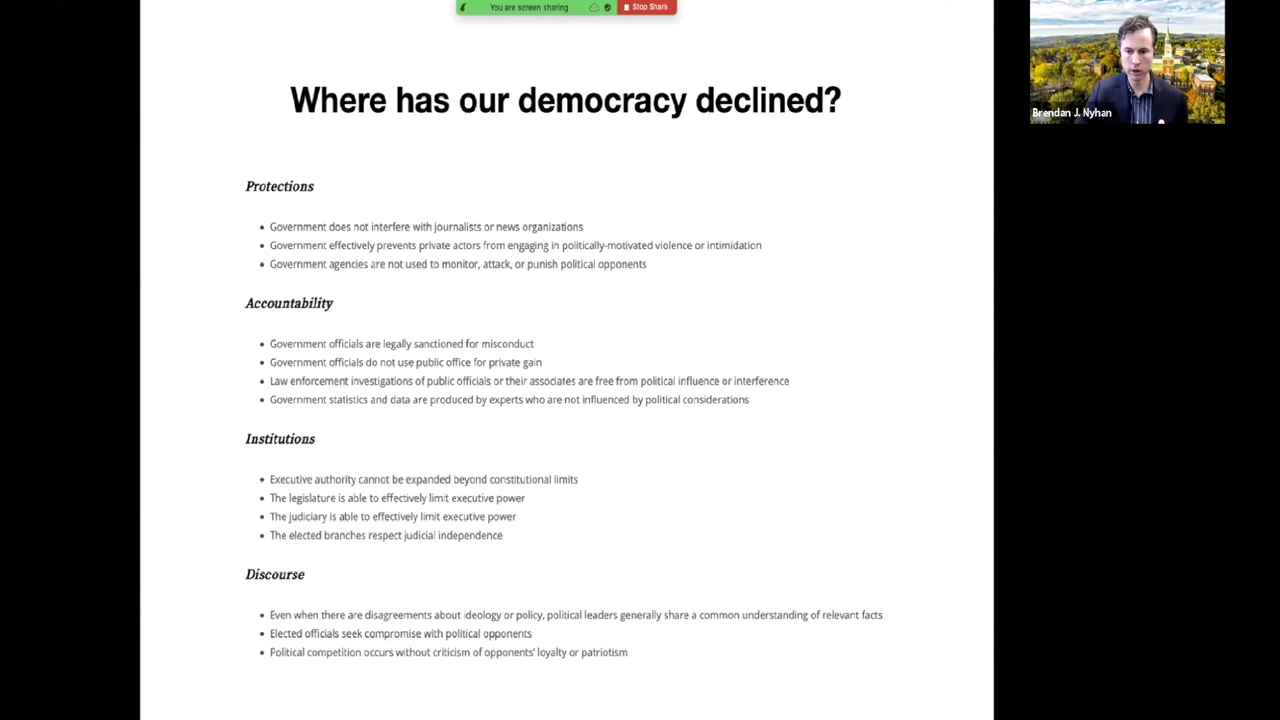 You are screen sharing
Stop Share
Where has our democracy declined?
Brendan J. Nyhan
Protections
• Government does not interfere with journalists or news organizations
• Government effectively prevents private actors from engaging in politically-motivated violence or intimidation
• Government agencies are not used to monitor, attack, or punish political opponents
Accountability
• Government officials are legally sanctioned for misconduct
• Government officials do not use public office for private gain
• Law enforcement investigations of public officials or their associates are free from political influence or interference
• Government statistics and data are produced by experts who are not influenced by political considerations
Institutions
• Executive authority cannot be expanded beyond constitutional limits
• The legislature is able to effectively limit executive power
• The judiciary is able to effectively limit executive power
• The elected branches respect judicial independence
Discourse
• Even when there are disagreements about ideology or policy, political leaders generally share a common understanding of relevant facts
• Elected officials seek compromise with political opponents
• Political competition occurs without criticism of opponents' loyalty or patriotism